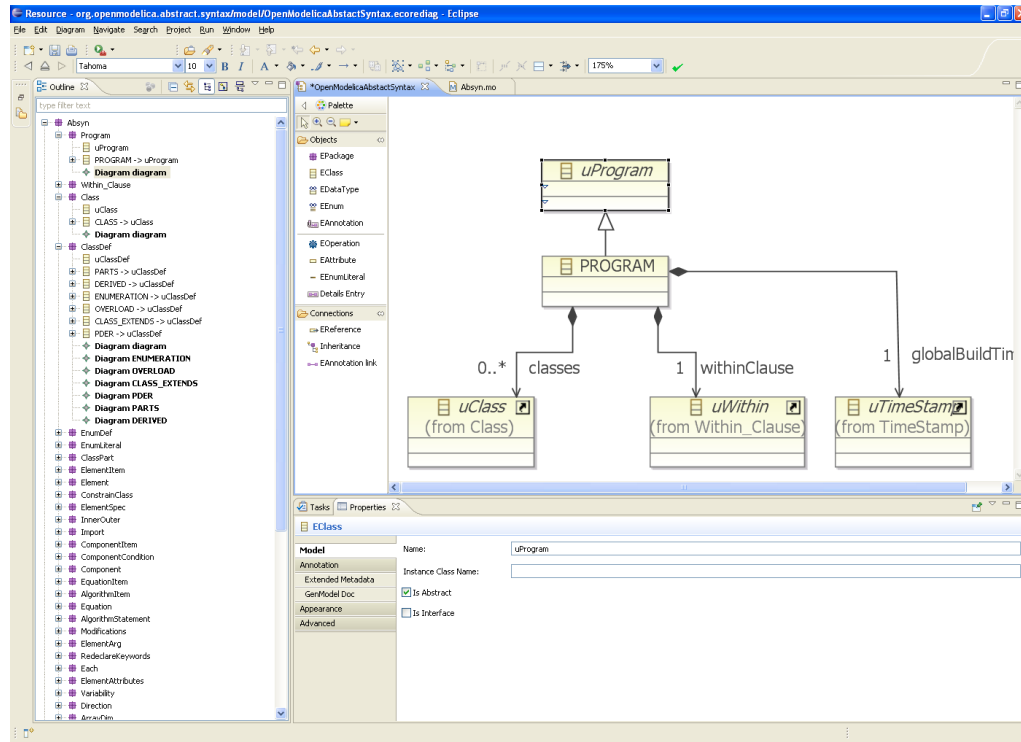 Resource - org.openmodelica.abstract.syntax/model/OpenModelicaAbstactSyntax.ecorediag - Eclipse
File Edit Diagram Navigate Search Project Run Window Help
Tahoma 10 B I A 175%
Outline
type filter text
Absyn
Program
uProgram
PROGRAM -> uProgram
Diagram diagram
Within_Clause
Class
uClass
CLASS -> uClass
Diagram diagram
ClassDef
uClassDef
PARTS -> uClassDef
DERIVED -> uClassDef
ENUMERATION -> uClassDef
OVERLOAD -> uClassDef
CLASS_EXTENDS -> uClassDef
PDER -> uClassDef
Diagram diagram
Diagram ENUMERATION
Diagram OVERLOAD
Diagram CLASS_EXTENDS
Diagram PDER
Diagram PARTS
Diagram DERIVED
EnumDef
EnumLiteral
ClassPart
ElementItem
Element
ConstrainClass
ElementSpec
InnerOuter
Import
ComponentItem
ComponentCondition
Component
EquationItem
AlgorithmItem
Equation
AlgorithmStatement
Modifications
ElementArg
RedeclareKeywords
Each
ElementAttributes
Variability
Direction
ArrayDim
*OpenModelicaAbstactSyntax Absyn.mo
Palette
Objects
EPackage
EClass
EDataType
EEnum
EAnnotation
EOperation
EAttribute
EEnumLiteral
Details Entry
Connections
EReference
Inheritance
EAnnotation link
uProgram
PROGRAM
0..* classes
1 withinClause
1 globalBuildTim
uClass
(from Class)
uWithin
(from Within_Clause)
uTimeStamp
(from TimeStamp)
Tasks Properties
EClass
Model
Annotation
Extended Metadata
GenModel Doc
Appearance
Advanced
Name: uProgram
Instance Class Name:
Is Abstract
Is Interface